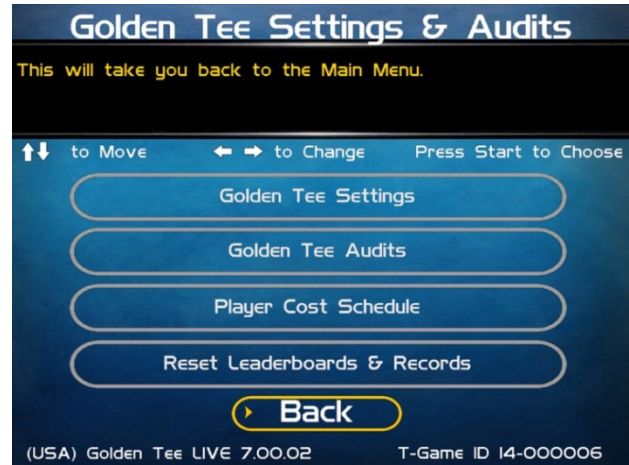 Golden Tee Settings & Audits
This will take you back to the Main Menu.
to Move to Change Press Start to Choose
Golden Tee Settings
Golden Tee Audits
Player Cost Schedule
Reset Leaderboards & Records
Back
(USA) Golden Tee LIVE 7.00.02 T-Game ID 14-000006